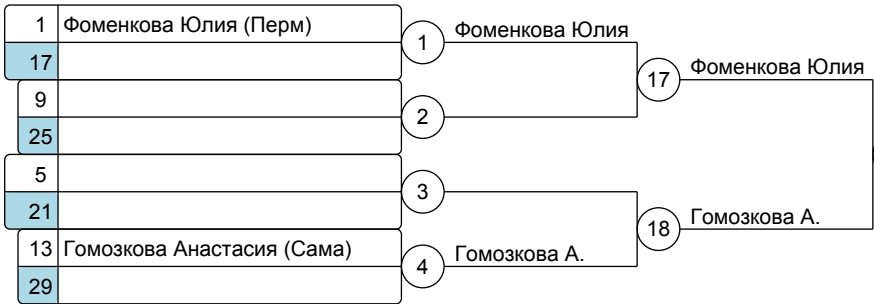 1 Фоменкова Юлия (Перм)
17
9
25
5
21
13 Гомозкова Анастасия (Сама)
29
1 Фоменкова Юлия
2
3
4 Гомозкова А.
17 Фоменкова Юлия
18 Гомозкова А.